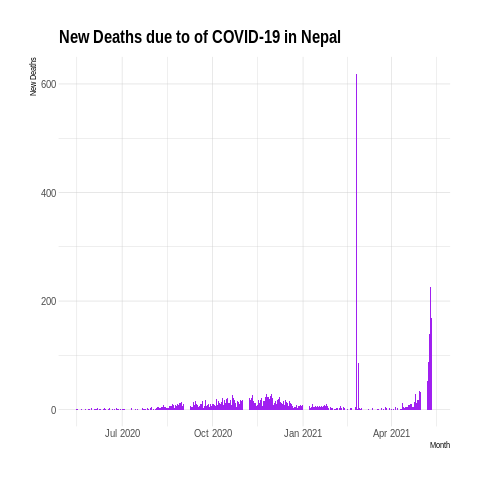 New Deaths due to of COVID-19 in Nepal
New Deaths
600
400
200
0
Jul 2020
Oct 2020
Jan 2021
Apr 2021
Month